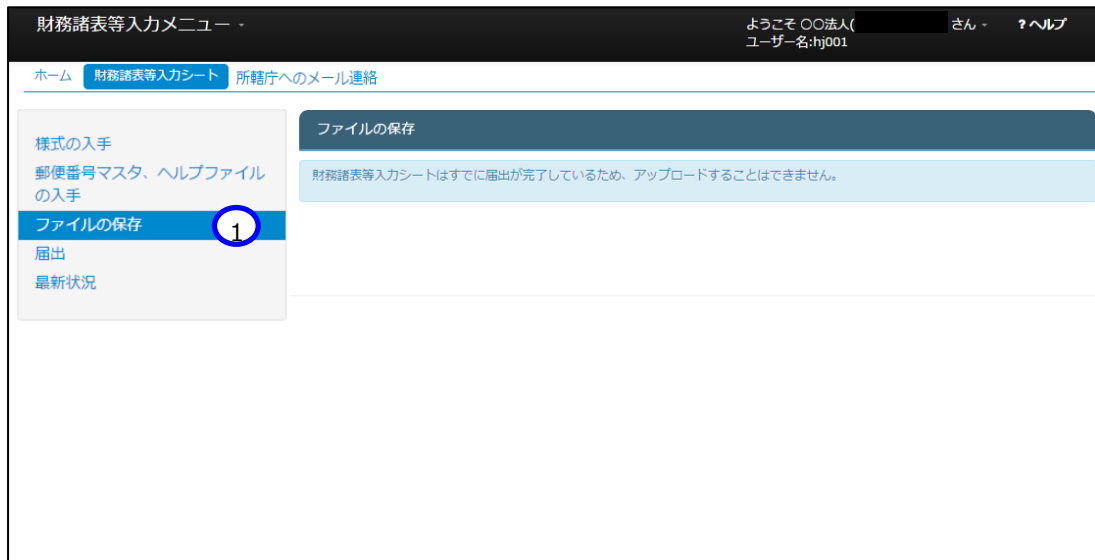 財務諸表等入力メニュー
ようこそ 〇〇法人( さん
?ヘルプ
ユーザー名:hj001
ホーム 財務諸表等入力シート 所轄庁へのメール連絡
ファイルの保存
様式の入手
郵便番号マスタ、ヘルプファイル
の入手
ファイルの保存 1
届出
最新状況
財務諸表等入力シートはすでに届出が完了しているため、アップロードすることはできません。